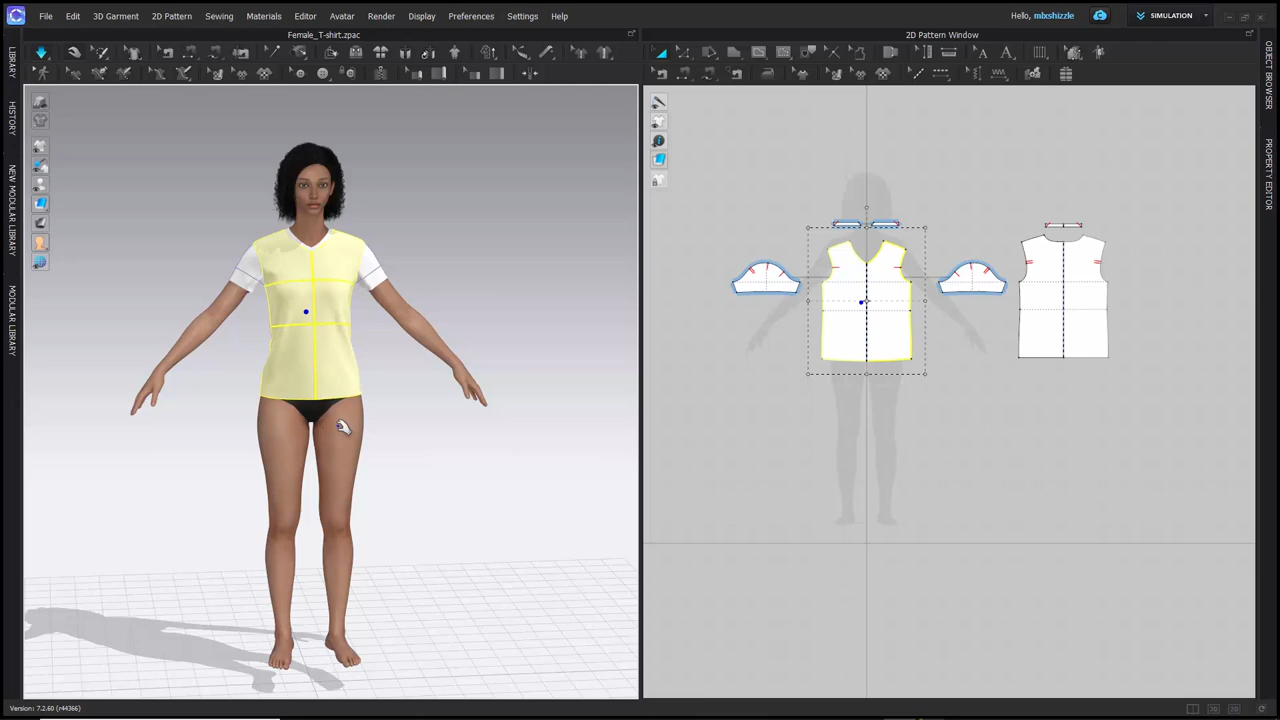 File Edit 3D Garment 2D Pattern Sewing Materials Editor Avatar Render Display Preferences Settings Help
Hello, mlxshizzle
SIMULATION
Female_T-shirt.zpac
2D Pattern Window
LIBRARY
HISTORY
NEW MODULAR LIBRARY
MODULAR LIBRARY
OBJECT BROWSER
PROPERTY EDITOR
Version: 7.2.60 (r44366)